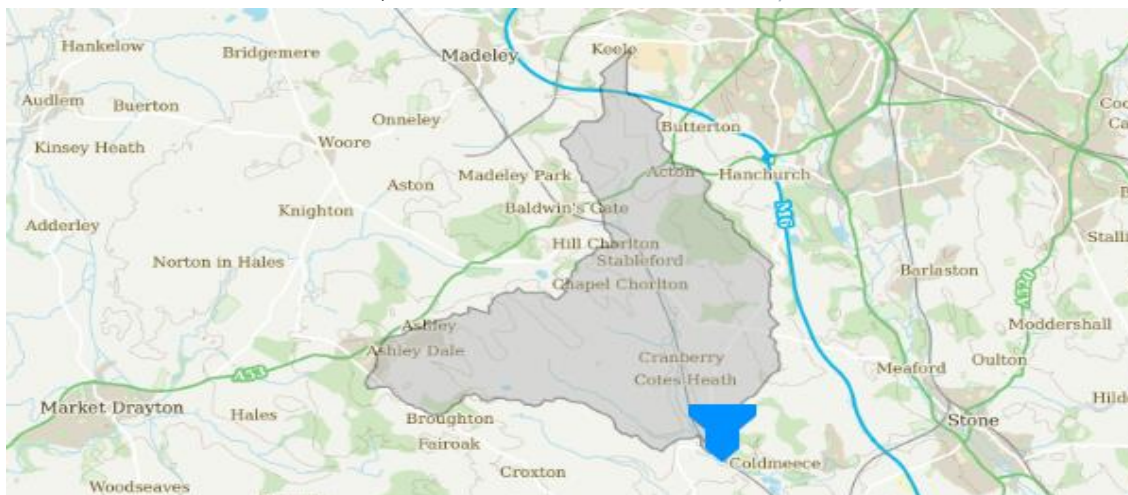 Hankelow
Bridgemere
Madeley
Keele
Audlem
Buerton
Onneley
Butterton
Kinsey Heath
Woore
Madeley Park
Acton
Hanchurch
Aston
Baldwin's Gate
Knighton
M6
Adderley
Hill Chorlton
Stableford
Norton in Hales
Barlaston
Chapel Chorlton
A520
Ashley
Moddershall
Ashley Dale
Cranberry
Oulton
A53
Cotes Heath
Meaford
Market Drayton
Hales
Broughton
Stone
Fairoak
Coldmeece
Croxton
Woodseaves